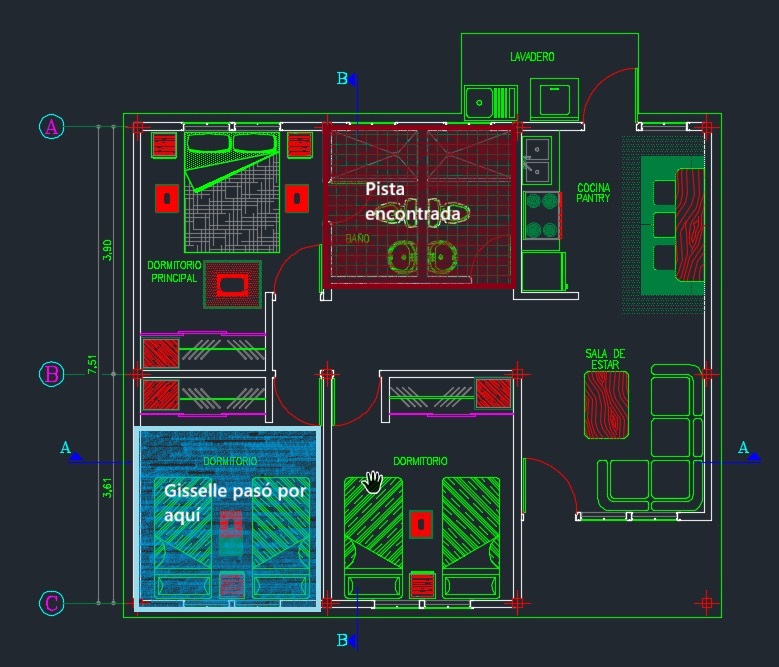 LAVADERO
B
A
Pista
encontrada
COCINA
PANTRY
BAÑO
3,90
DORMITORIO
PRINCIPAL
7,51
SALA DE
ESTAR
B
A
A
DORMITORIO
DORMITORIO
3,61
Gisselle pasó por
aquí
C
B